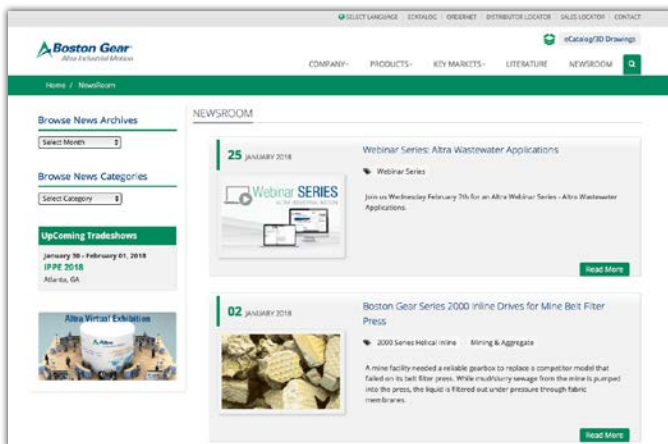 SELECT LANGUAGE | ECATALOG | ORDERNET | DISTRIBUTOR LOCATOR | SALES LOCATOR | CONTACT
Boston Gear
Altra Industrial Motion
eCatalog/3D Drawings
COMPANY PRODUCTS KEY MARKETS LITERATURE NEWSROOM
Home / NewsRoom
Browse News Archives
Select Month
Browse News Categories
Select Category
UpComing Tradeshows
January 30 - February 01, 2018
IPPE 2018
Atlanta, GA
Altra Virtual Exhibition
Altra
NEWSROOM
25 JANUARY 2018
Webinar SERIES
ALTRA INDUSTRIAL MOTION
Webinar Series: Altra Wastewater Applications
Webinar Series
Join us Wednesday February 7th for an Altra Webinar Series - Altra Wastewater
Applications.
Read More
02 JANUARY 2018
Boston Gear Series 2000 Inline Drives for Mine Belt Filter
Press
2000 Series Helical Inline Mining & Aggregate
A mine facility needed a reliable gearbox to replace a competitor model that
failed on its belt filter press. While mud/slurry sewage from the mine is pumped
into the press, the liquid is filtered out under pressure through fabric
membranes.
Read More